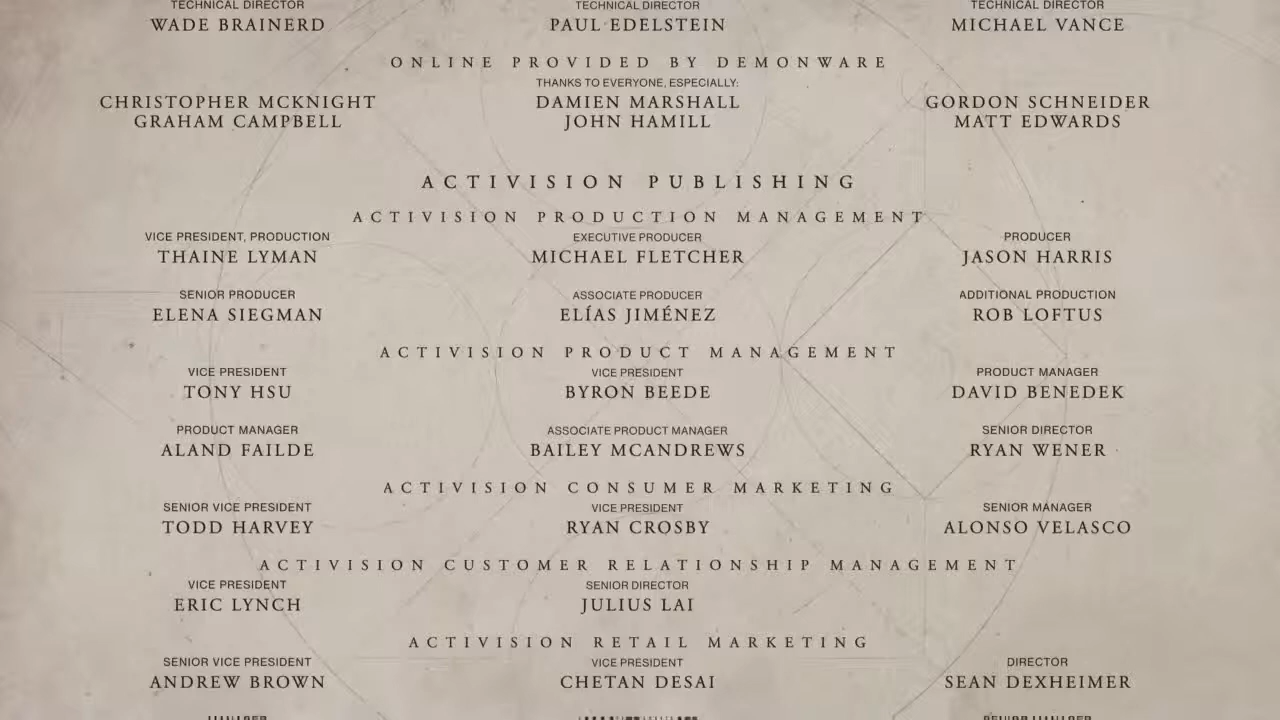 TECHNICAL DIRECTOR TECHNICAL DIRECTOR TECHNICAL DIRECTOR
WADE BRAINERD PAUL EDELSTEIN MICHAEL VANCE
ONLINE PROVIDED BY DEMONWARE
THANKS TO EVERYONE, ESPECIALLY:
CHRISTOPHER MCKNIGHT DAMIEN MARSHALL GORDON SCHNEIDER
GRAHAM CAMPBELL JOHN HAMILL MATT EDWARDS
ACTIVISION PUBLISHING
ACTIVISION PRODUCTION MANAGEMENT
VICE PRESIDENT, PRODUCTION EXECUTIVE PRODUCER PRODUCER
THAINE LYMAN MICHAEL FLETCHER JASON HARRIS
SENIOR PRODUCER ASSOCIATE PRODUCER ADDITIONAL PRODUCTION
ELENA SIEGMAN ELÍAS JIMÉNEZ ROB LOFTUS
ACTIVISION PRODUCT MANAGEMENT
VICE PRESIDENT VICE PRESIDENT PRODUCT MANAGER
TONY HSU BYRON BEEDE DAVID BENEDEK
PRODUCT MANAGER ASSOCIATE PRODUCT MANAGER SENIOR DIRECTOR
ALAND FAILDE BAILEY MCANDREWS RYAN WENER
ACTIVISION CONSUMER MARKETING
SENIOR VICE PRESIDENT VICE PRESIDENT SENIOR MANAGER
TODD HARVEY RYAN CROSBY ALONSO VELASCO
ACTIVISION CUSTOMER RELATIONSHIP MANAGEMENT
VICE PRESIDENT SENIOR DIRECTOR
ERIC LYNCH JULIUS LAI
ACTIVISION RETAIL MARKETING
SENIOR VICE PRESIDENT VICE PRESIDENT DIRECTOR
ANDREW BROWN CHETAN DESAI SEAN DEXHEIMER